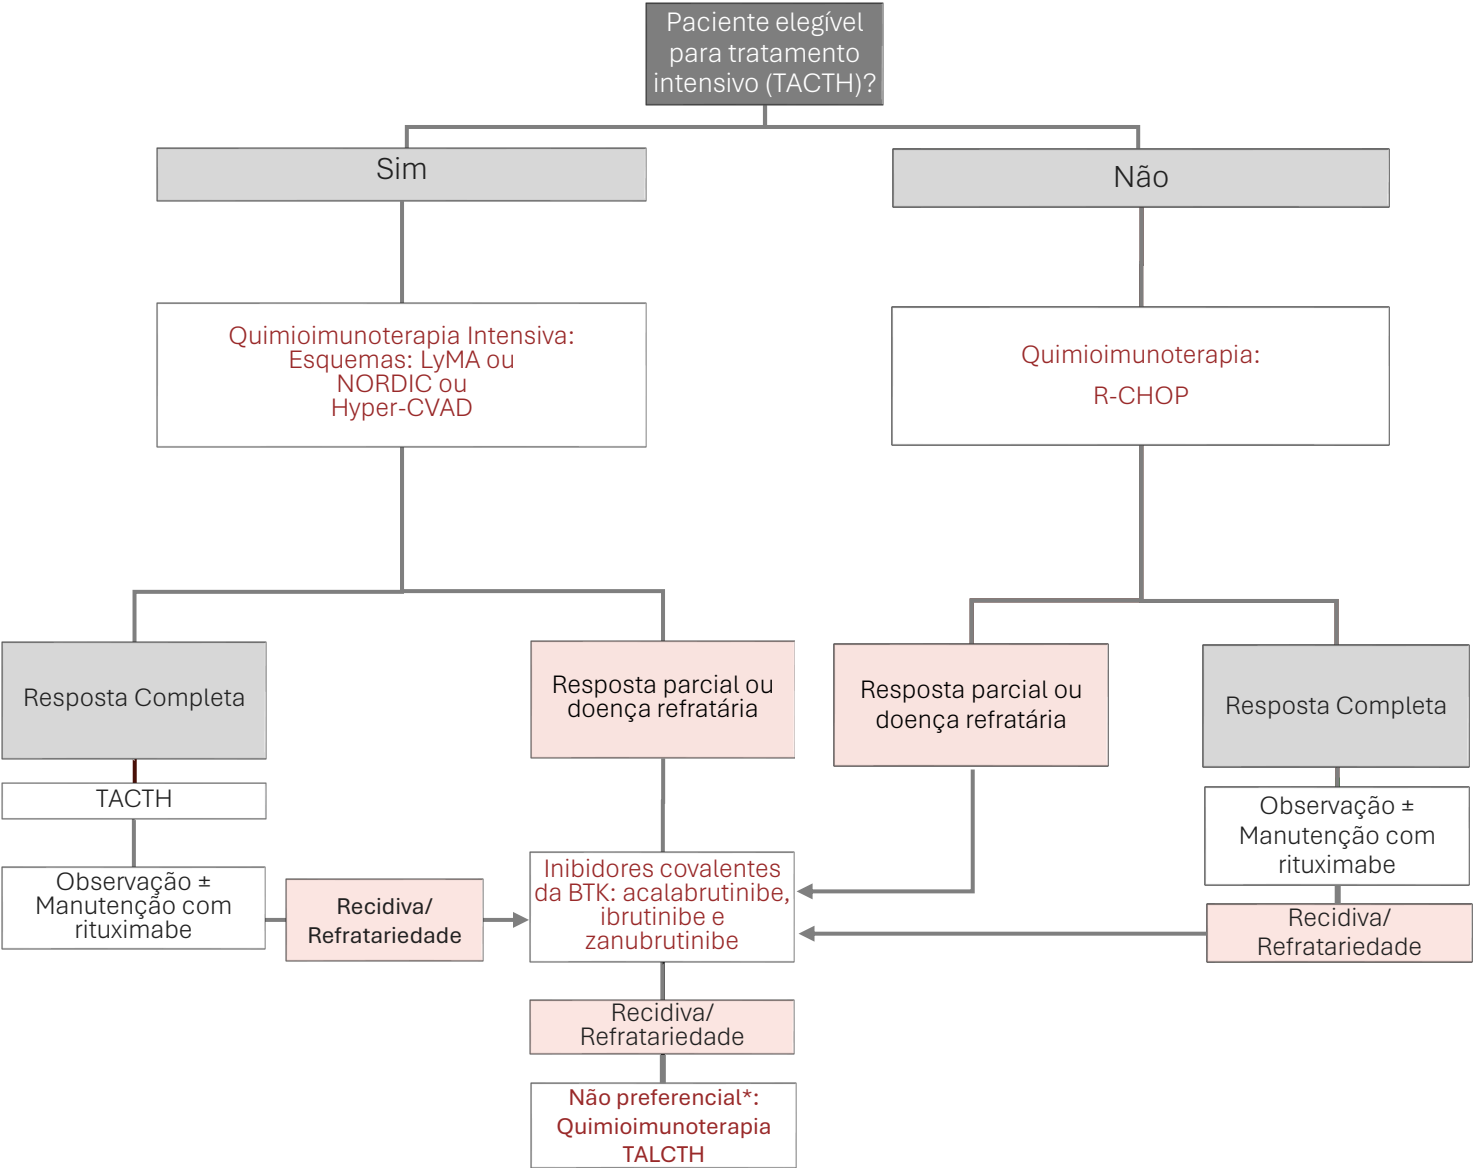 Paciente elegível
para tratamento
intensivo (TACTH)?
Sim
Não
Quimioimunoterapia Intensiva:
Esquemas: LyMA ou
NORDIC ou
Hyper-CVAD
Quimioimunoterapia:
R-CHOP
Resposta Completa
Resposta parcial ou
doença refratária
Resposta parcial ou
doença refratária
Resposta Completa
TACTH
Observação ±
Manutenção com
rituximabe
Observação ±
Manutenção com
rituximabe
Recidiva/
Refratariedade
Inibidores covalentes
da BTK: acalabrutinibe,
ibrutinibe e
zanubrutinibe
Recidiva/
Refratariedade
Recidiva/
Refratariedade
Não preferencial*:
Quimioimunoterapia
TALCTH